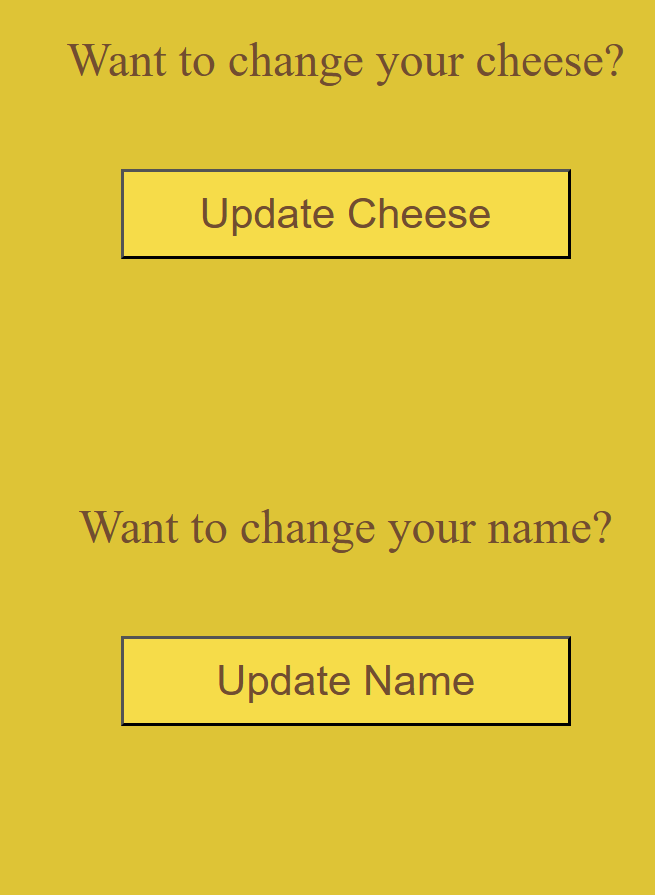 Want to change your cheese?
Update Cheese
Want to change your name?
Update Name